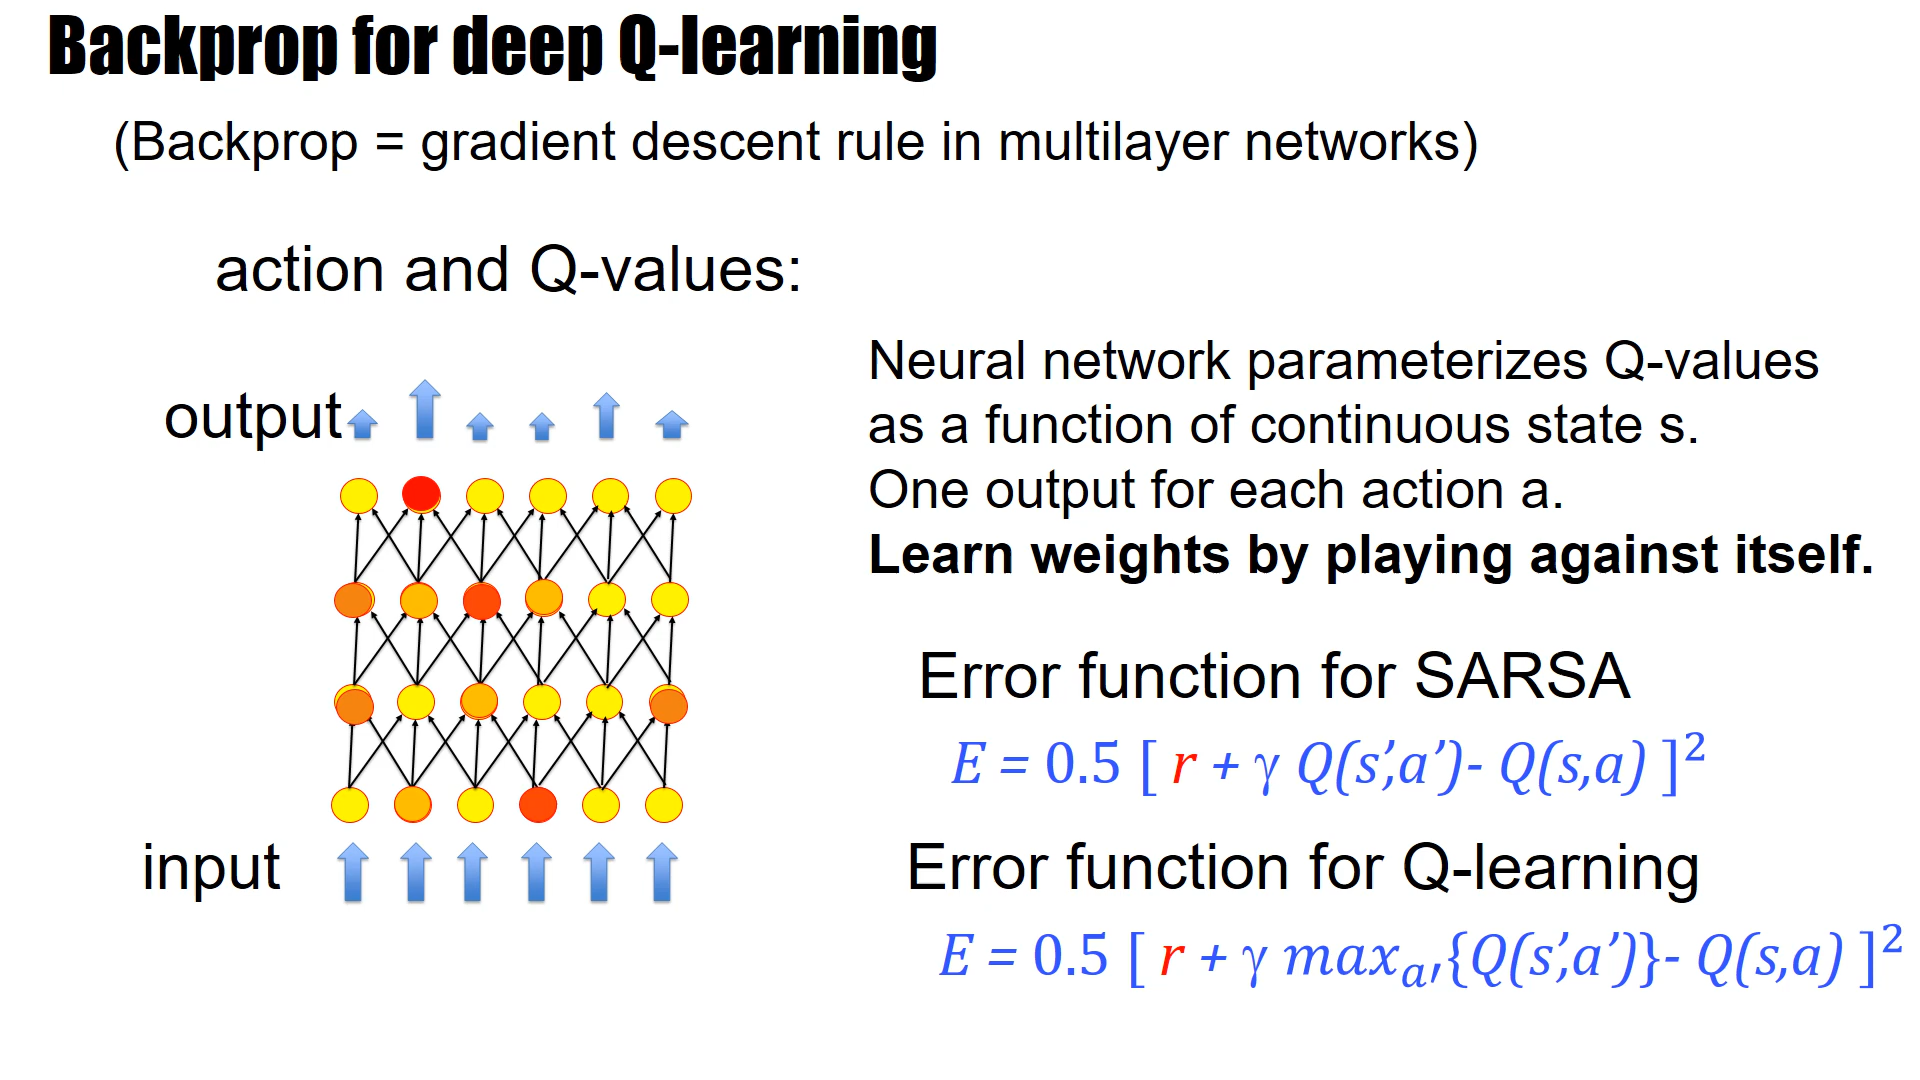 Backprop for deep Q-learning
(Backprop = gradient descent rule in multilayer networks)
action and Q-values:
output
Neural network parameterizes Q-values
as a function of continuous state s.
One output for each action a.
Learn weights by playing against itself.
Error function for SARSA
E = 0.5 [ r + γ Q(s’,a’)- Q(s,a) ]²
input
Error function for Q-learning
E = 0.5 [ r + γ maxₐ′{Q(s’,a’)}- Q(s,a) ]²